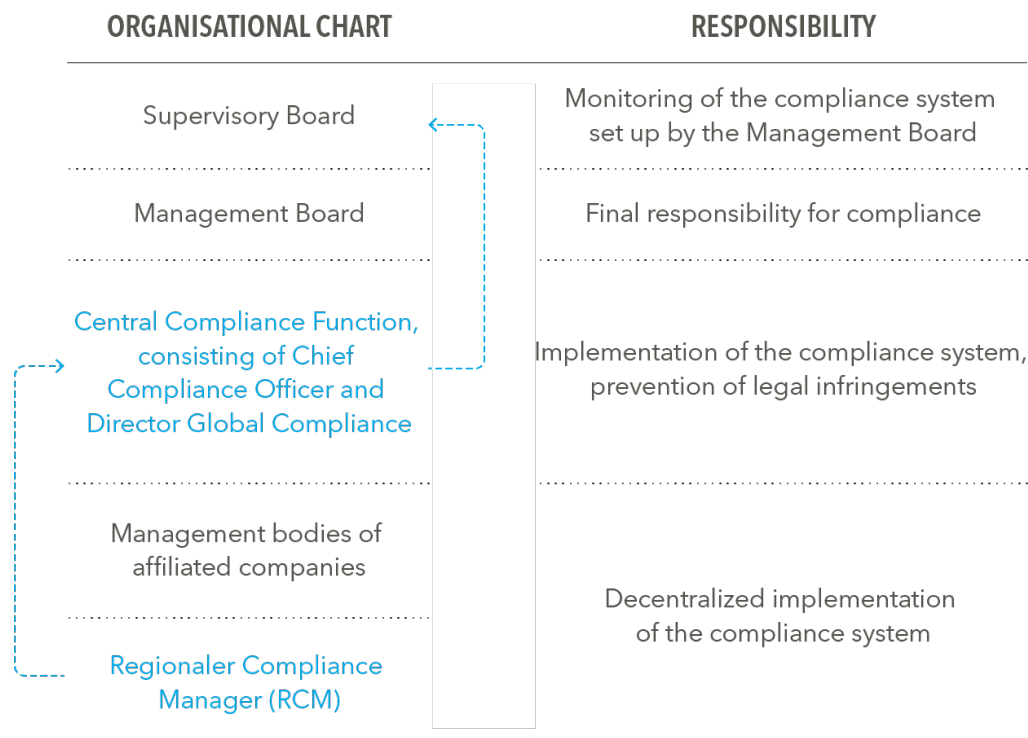 ORGANISATIONAL CHART
RESPONSIBILITY
Supervisory Board
Monitoring of the compliance system
set up by the Management Board
Management Board
Final responsibility for compliance
Central Compliance Function,
consisting of Chief
Compliance Officer and
Director Global Compliance
Implementation of the compliance system,
prevention of legal infringements
Management bodies of
affiliated companies
Regionaler Compliance
Manager (RCM)
Decentralized implementation
of the compliance system